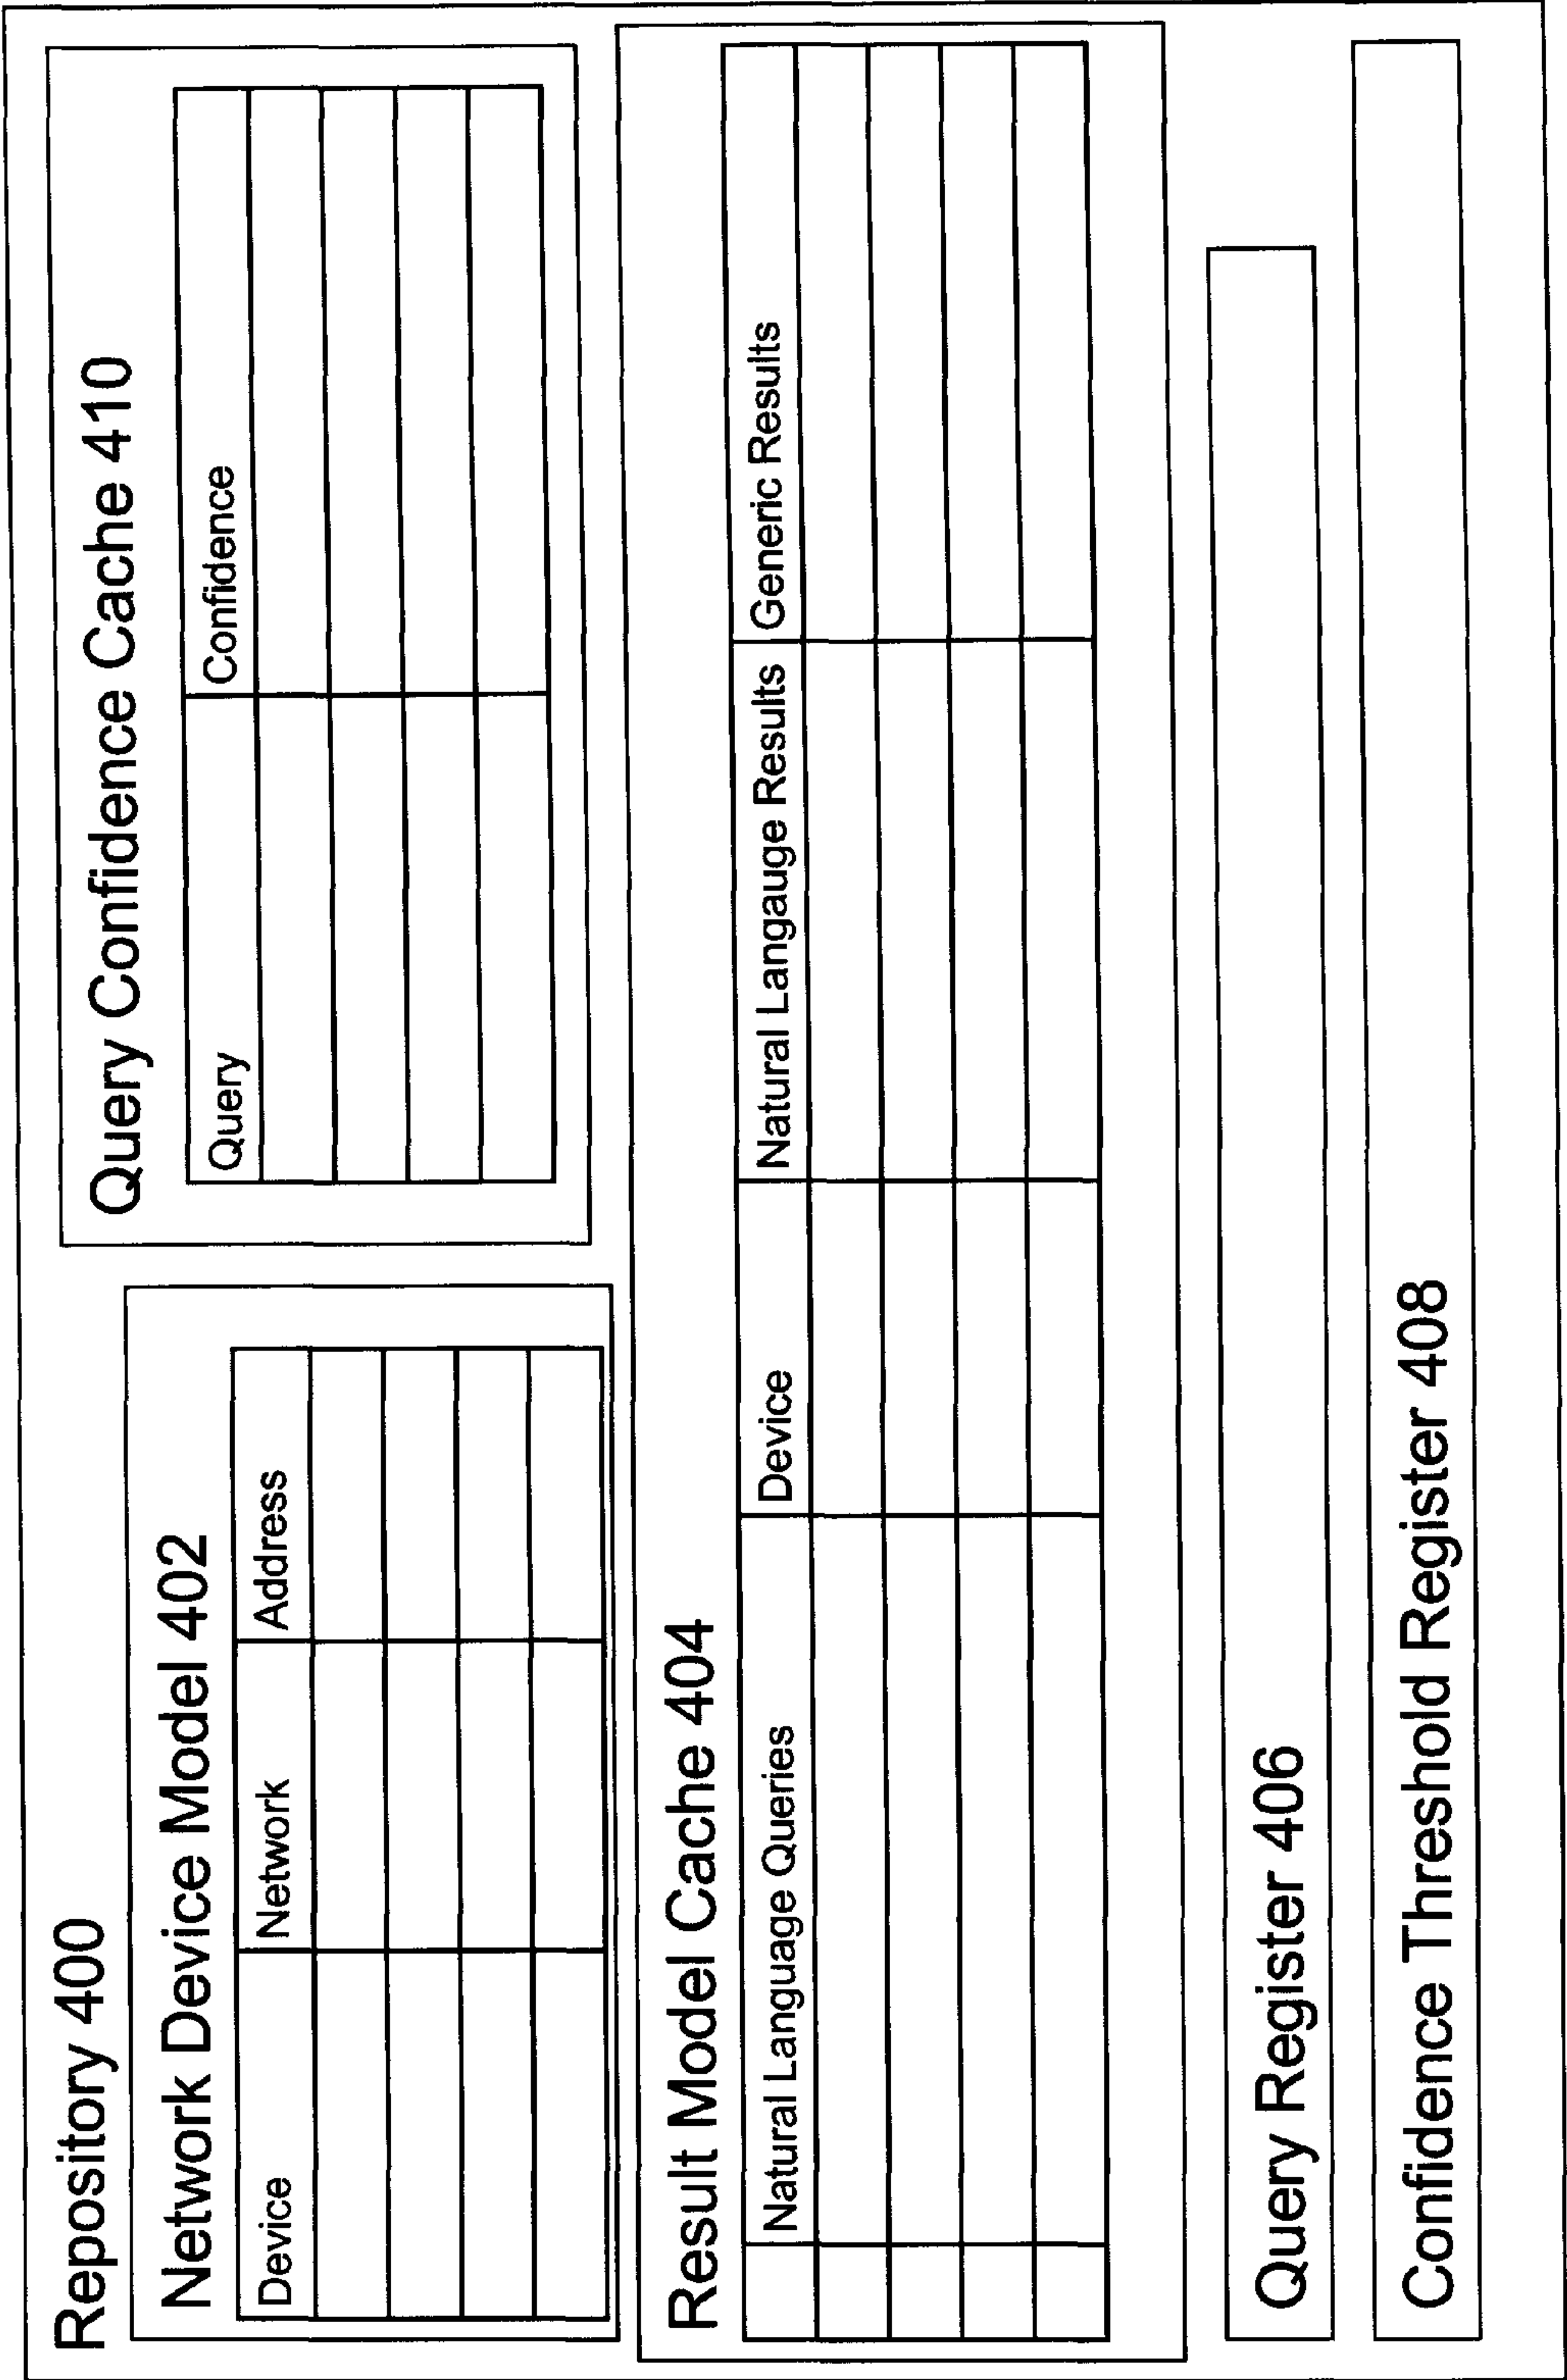 Repository 400
Query Confidence Cache 410
Query Confidence
Network Device Model 402
Device Network Address
Result Model Cache 404
Natural Language Queries Device Natural Langauge Results Generic Results
Query Register 406
Confidence Threshold Register 408